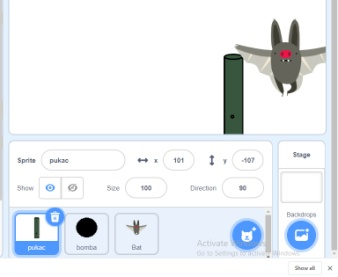 Sprite pukac x 101 y -107
Stage
Show Size 100 Direction 90
Backdrops
pukac bomba Bat
Activate Windows
Go to Settings to activate Windows
Show all